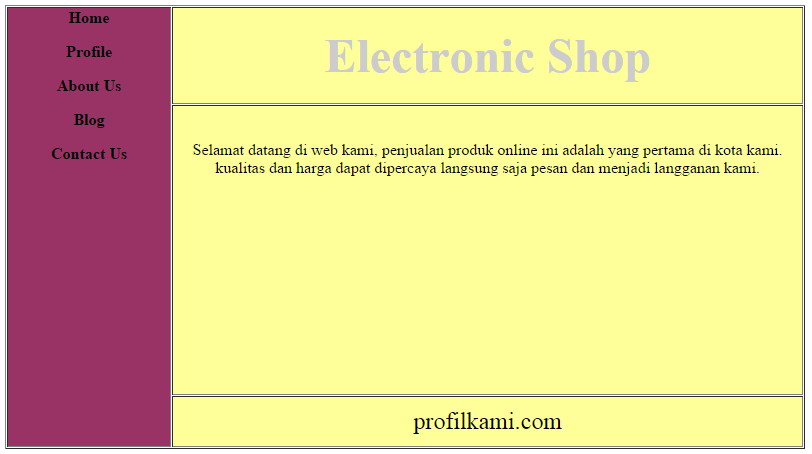 Home
Profile
About Us
Blog
Contact Us
Electronic Shop
Selamat datang di web kami, penjualan produk online ini adalah yang pertama di kota kami.
kualitas dan harga dapat dipercaya langsung saja pesan dan menjadi langganan kami.
profilkami.com